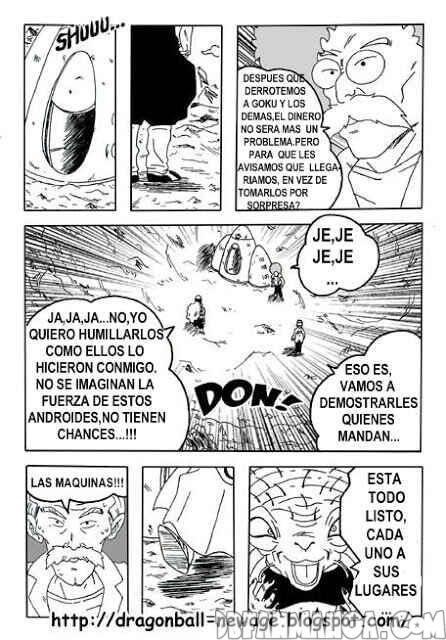 SHOOO...
DESPUES QUE
DERROTEMOS
A GOKU Y LOS
DEMAS,EL DINERO
NO SERA MAS UN
PROBLEMA.PERO
PARA QUE LES
AVISAMOS QUE LLEGA-
RIAMOS, EN VEZ DE
TOMARLOS POR
SORPRESA?
JE,JE
JE,JE
...
JAJA,JA...NO,YO
QUIERO HUMILLARLOS
COMO ELLOS LO
HICIERON CONMIGO.
NO SE IMAGINAN LA
FUERZA DE ESTOS
ANDROIDES,NO TIENEN
CHANCES...!!!
DON!
ESO ES,
VAMOS A
DEMOSTRARLES
QUIENES
MANDAN...
LAS MAQUINAS!!!
ESTA
TODO
LISTO,
CADA
UNO A
SUS
LUGARES
...
http://dragonball-newage.blogspot.com/